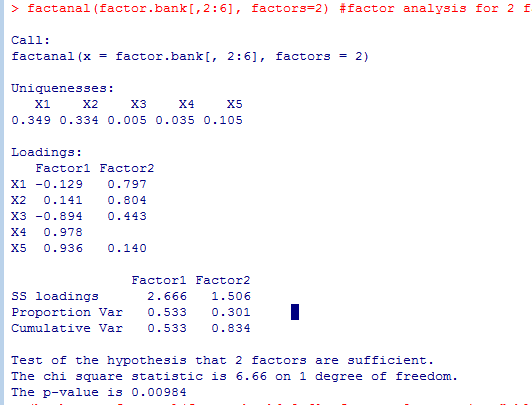 > factanal(factor.bank[,2:6], factors=2) #factor analysis for 2 f
Call:
factanal(x = factor.bank[, 2:6], factors = 2)
Uniquenesses:
X1 X2 X3 X4 X5
0.349 0.334 0.005 0.035 0.105
Loadings:
Factor1 Factor2
X1 -0.129 0.797
X2 0.141 0.804
X3 -0.894 0.443
X4 0.978
X5 0.936 0.140
Factor1 Factor2
SS loadings 2.666 1.506
Proportion Var 0.533 0.301
Cumulative Var 0.533 0.834
Test of the hypothesis that 2 factors are sufficient.
The chi square statistic is 6.66 on 1 degree of freedom.
The p-value is 0.00984